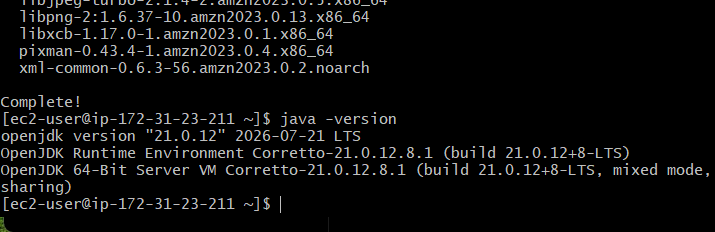 libjpeg-turbo-2.1.4-2.amzn2023.0.5.x86_64
libpng-2:1.6.37-10.amzn2023.0.13.x86_64
libxcb-1.17.0-1.amzn2023.0.1.x86_64
pixman-0.43.4-1.amzn2023.0.4.x86_64
xml-common-0.6.3-56.amzn2023.0.2.noarch
Complete!
[ec2-user@ip-172-31-23-211 ~]$ java -version
openjdk version "21.0.12" 2026-07-21 LTS
OpenJDK Runtime Environment Corretto-21.0.12.8.1 (build 21.0.12+8-LTS)
OpenJDK 64-Bit Server VM Corretto-21.0.12.8.1 (build 21.0.12+8-LTS, mixed mode,
sharing)
[ec2-user@ip-172-31-23-211 ~]$